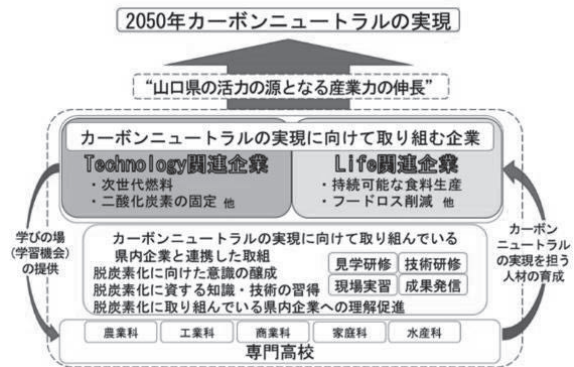 2050年カーボンニュートラルの実現
“山口県の活力の源となる産業力の伸長”
カーボンニュートラルの実現に向けて取り組む企業
Technology関連企業
・次世代燃料
・二酸化炭素の固定 他
Life関連企業
・持続可能な食料生産
・フードロス削減 他
学びの場
(学習機会)
の提供
カーボン
ニュートラル
の実現を担う
人材の育成
カーボンニュートラルの実現に向けて取り組んでいる
県内企業と連携した取組
脱炭素化に向けた意識の醸成
脱炭素化に資する知識・技術の習得
脱炭素化に取り組んでいる県内企業への理解促進
見学研修 技術研修
現場実習 成果発信
農業科 工業科 商業科 家庭科 水産科
専門高校